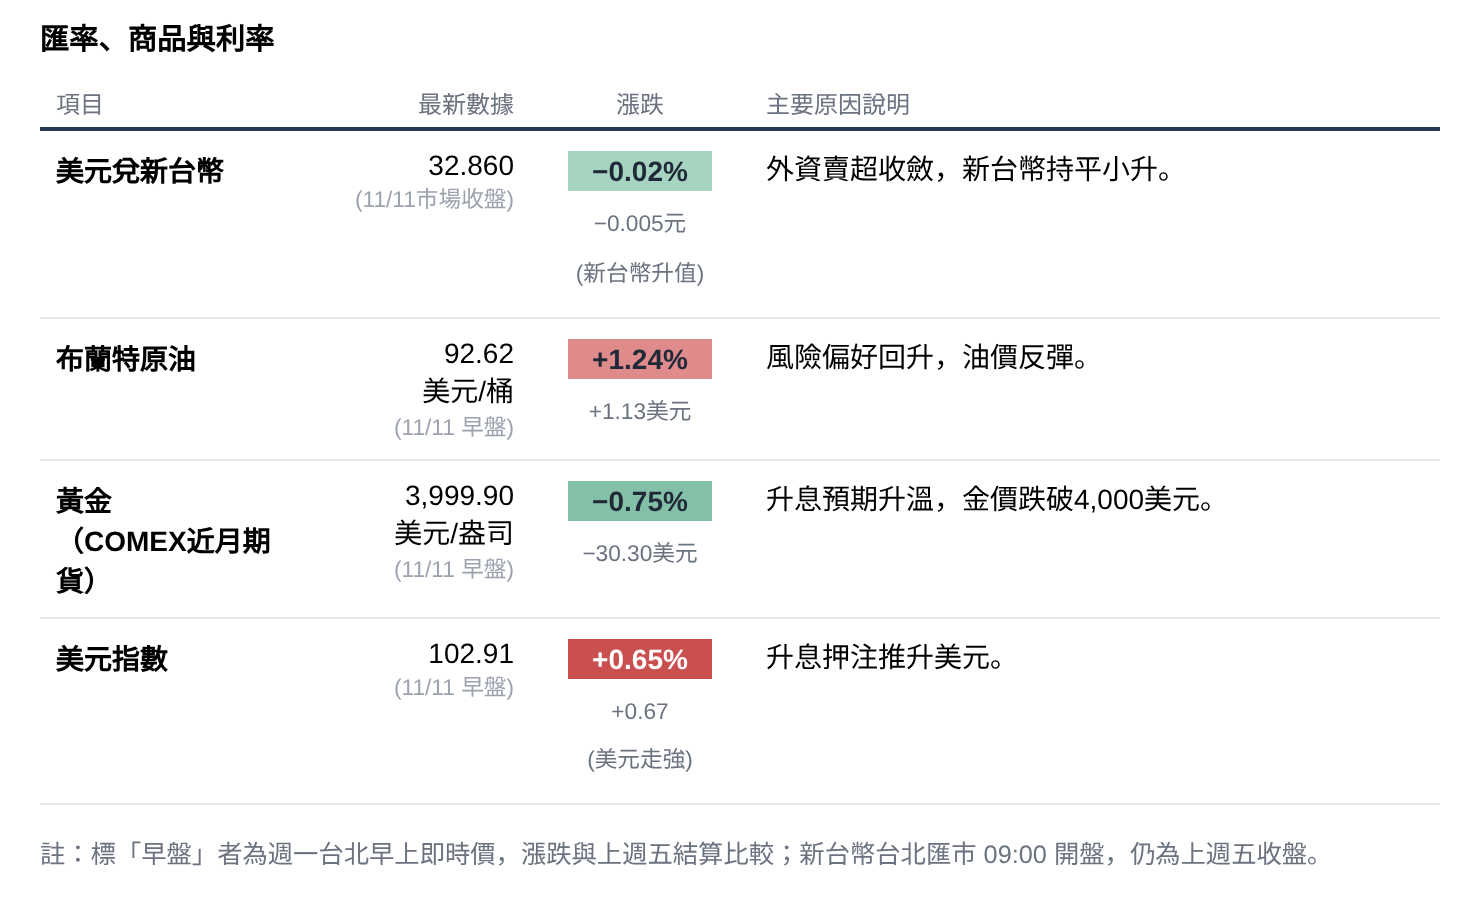 匯率、商品與利率
項目 最新數據 漲跌 主要原因說明
美元兌新台幣 32.860 −0.02% 外資賣超收斂，新台幣持平小升。
(11/11市場收盤)
−0.005元
(新台幣升值)
布蘭特原油 92.62 +1.24% 風險偏好回升，油價反彈。
美元/桶
+1.13美元
(11/11 早盤)
黃金 3,999.90 −0.75% 升息預期升溫，金價跌破4,000美元。
（COMEX近月期 美元/盎司
−30.30美元
(11/11 早盤)
貨）
美元指數 102.91 +0.65% 升息押注推升美元。
(11/11 早盤)
+0.67
(美元走強)
註：標「早盤」者為週一台北早上即時價，漲跌與上週五結算比較；新台幣台北匯市 09:00 開盤，仍為上週五收盤。